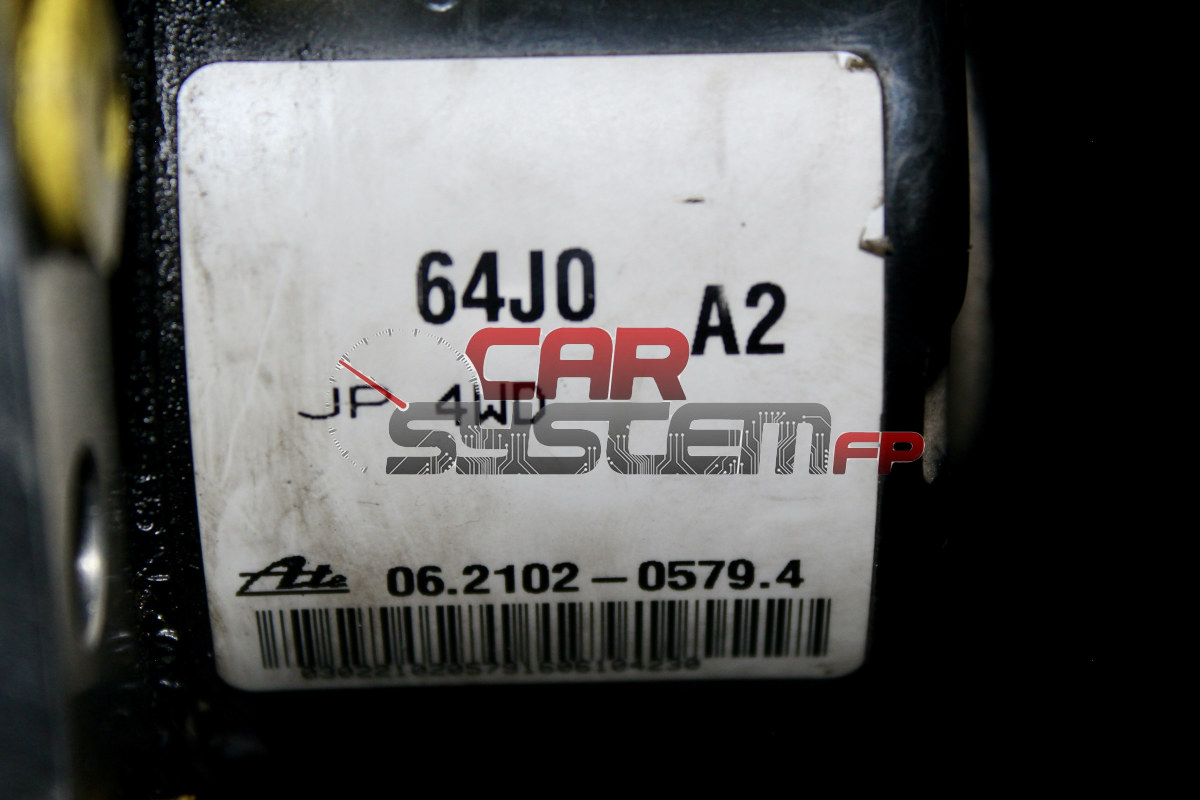 64J0
A2
CAR
JP 4WD
SYSTEM FP
Ate 06.2102-0579.4